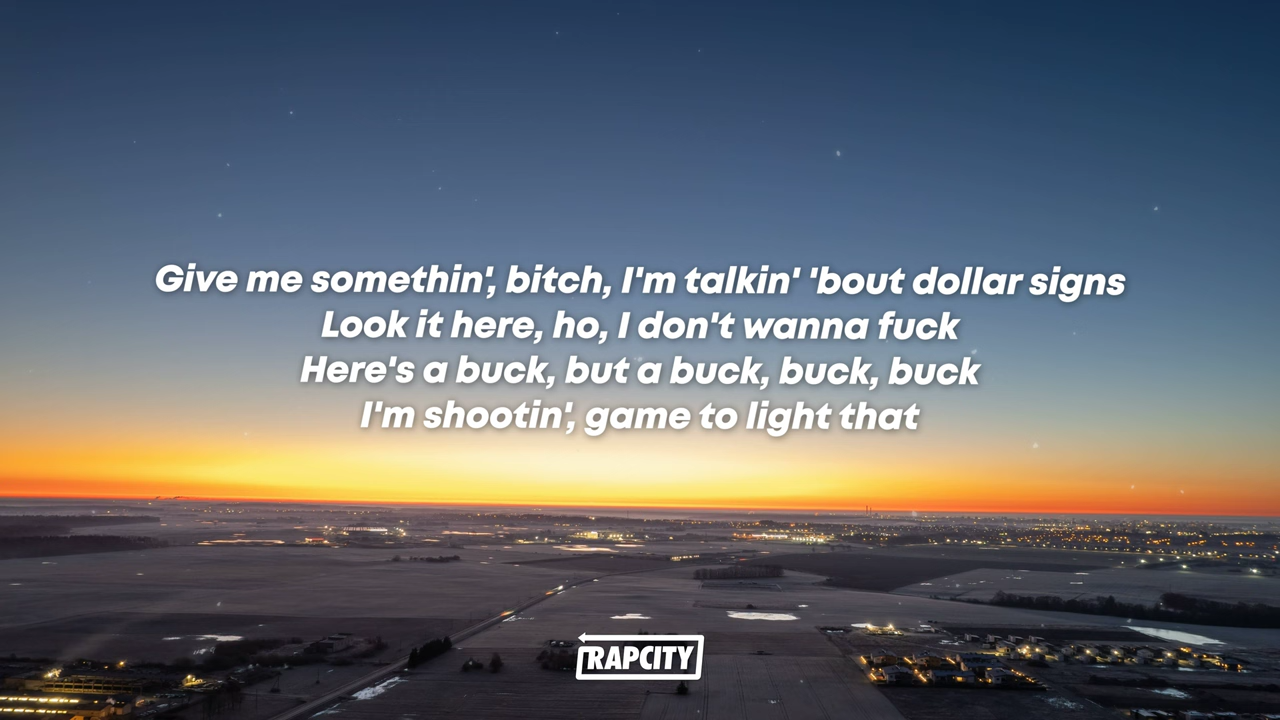 Give me somethin', bitch, I'm talkin' 'bout dollar signs
Look it here, ho, I don't wanna fuck
Here's a buck, but a buck, buck, buck
I'm shootin', game to light that
RAPCITY